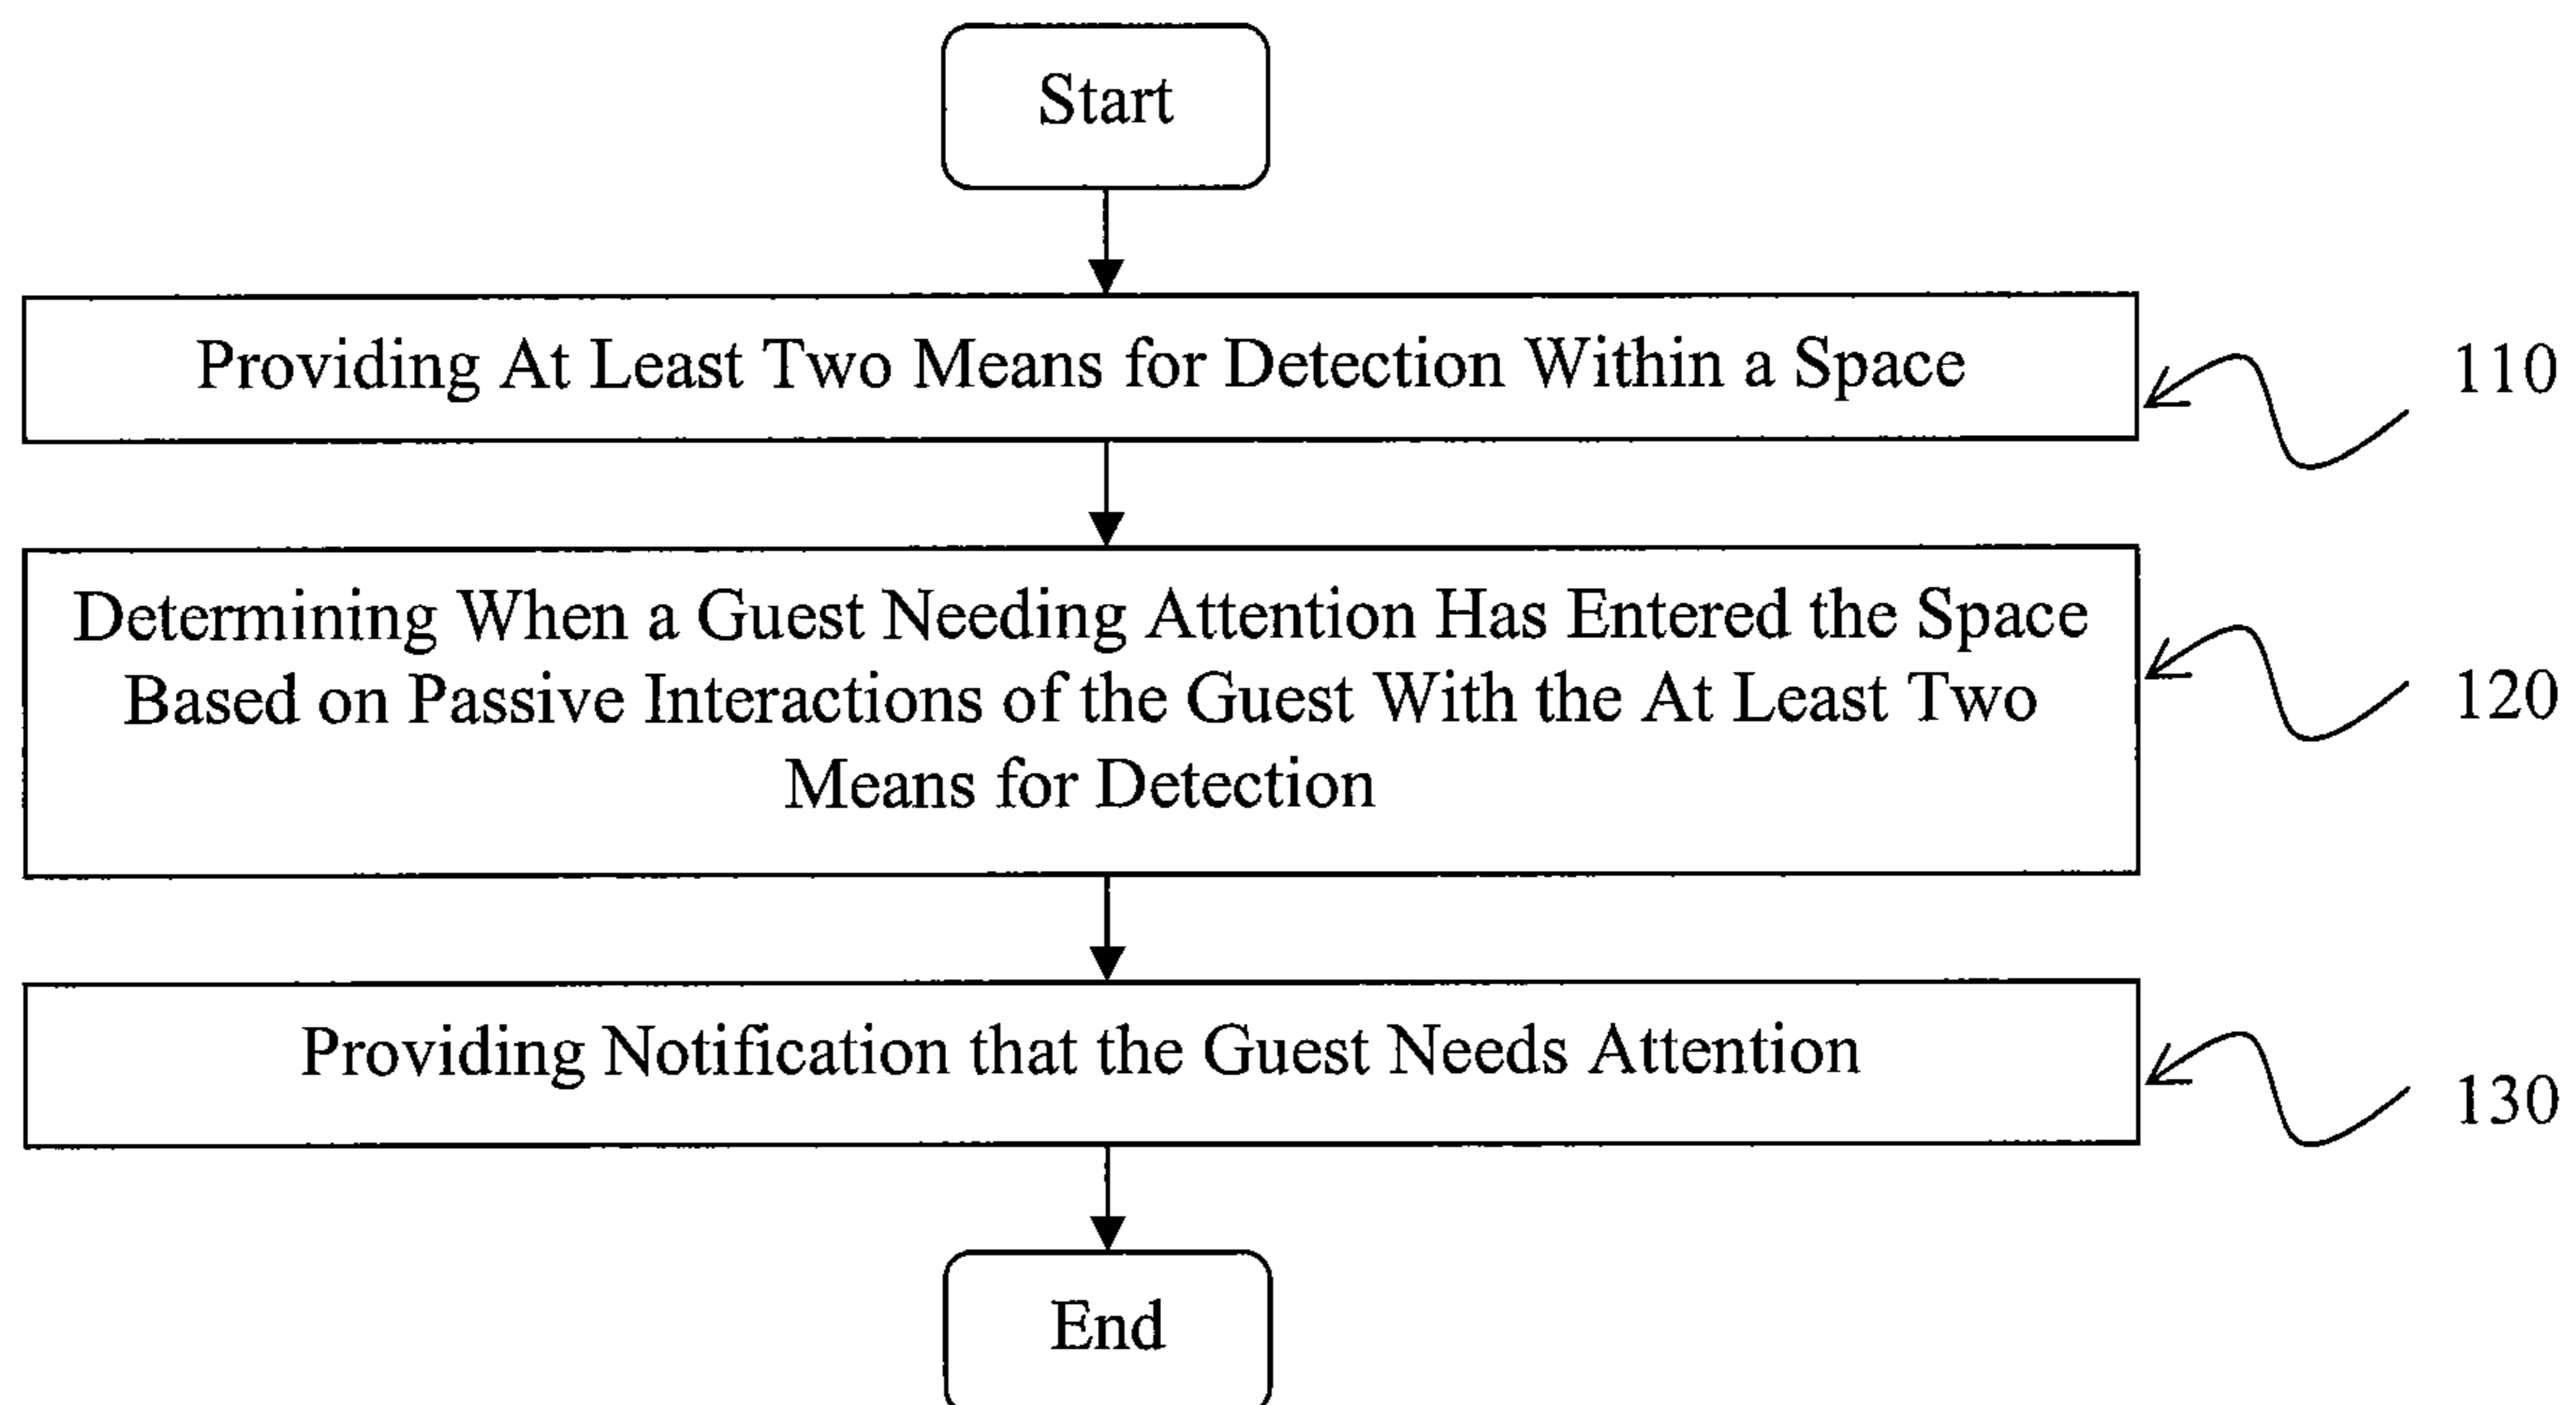 Start
Providing At Least Two Means for Detection Within a Space
110
Determining When a Guest Needing Attention Has Entered the Space
Based on Passive Interactions of the Guest With the At Least Two
Means for Detection
120
Providing Notification that the Guest Needs Attention
130
End